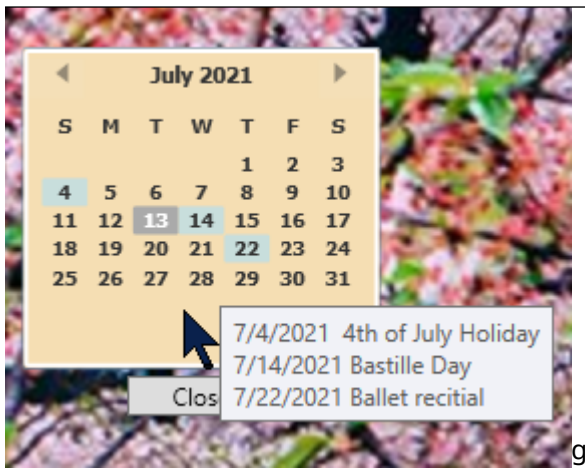 July 2021
S M T W T F S
1 2 3
4 5 6 7 8 9 10
11 12 13 14 15 16 17
18 19 20 21 22 23 24
25 26 27 28 29 30 31
7/4/2021 4th of July Holiday
7/14/2021 Bastille Day
7/22/2021 Ballet recitial
Clos
g